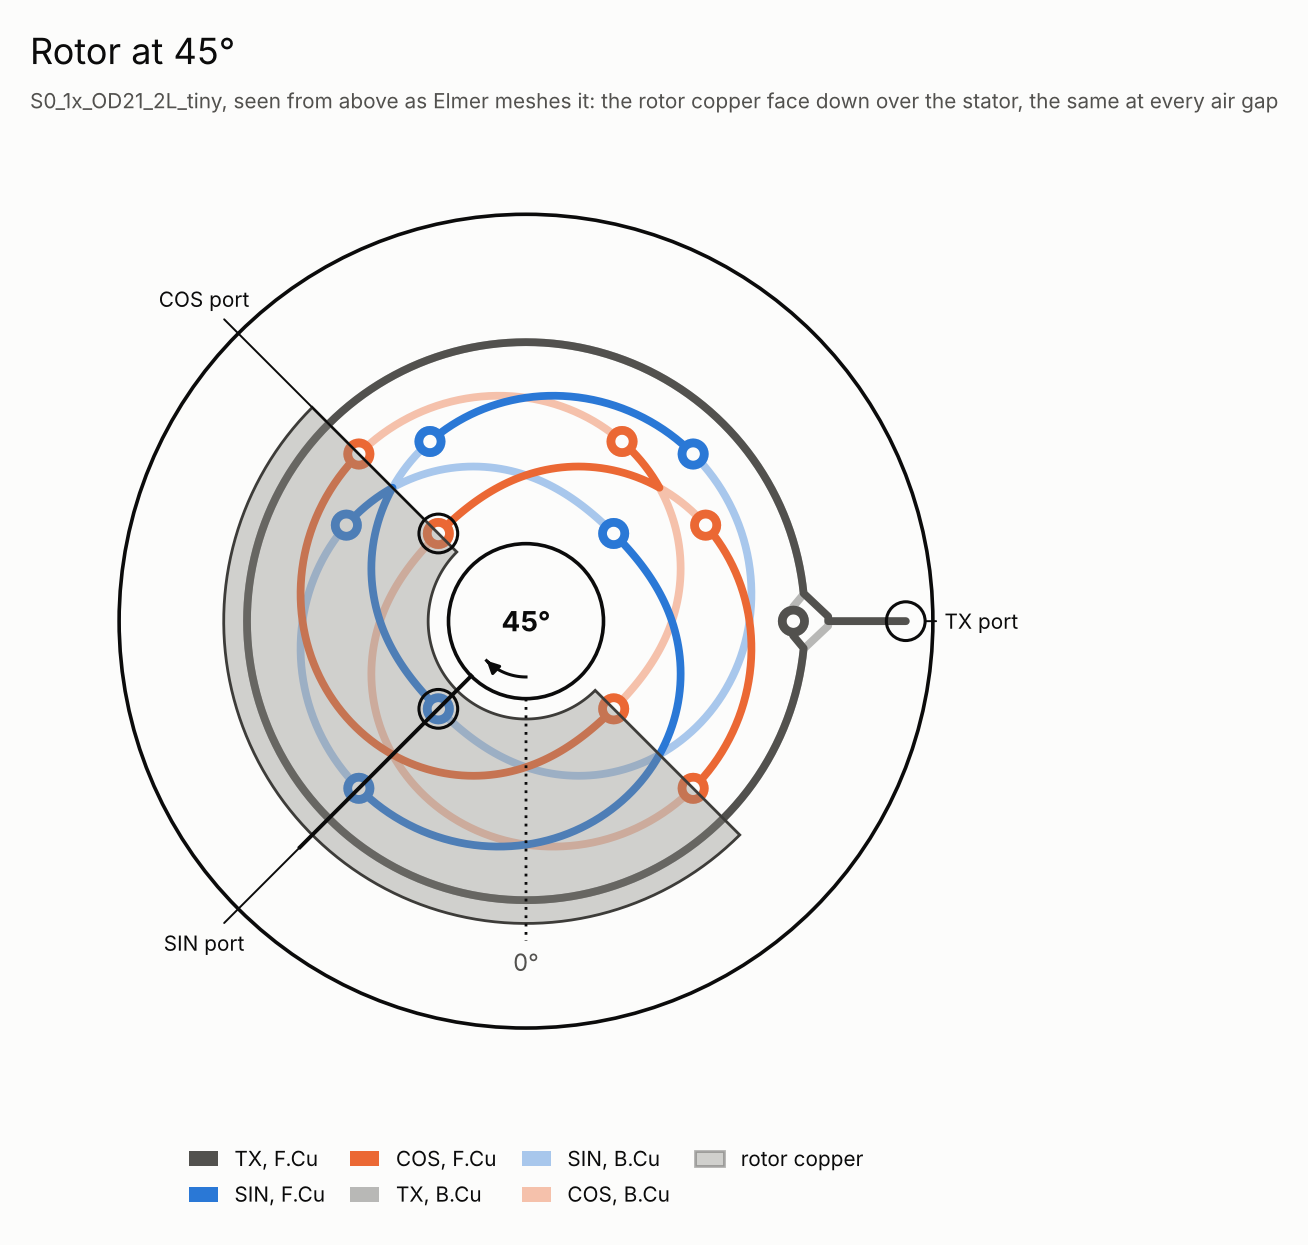 Rotor at 45°
S0_1x_OD21_2L_tiny, seen from above as Elmer meshes it: the rotor copper face down over the stator, the same at every air gap
COS port
45°
TX port
SIN port
0°
TX, F.Cu
COS, F.Cu
SIN, B.Cu
rotor copper
SIN, F.Cu
TX, B.Cu
COS, B.Cu